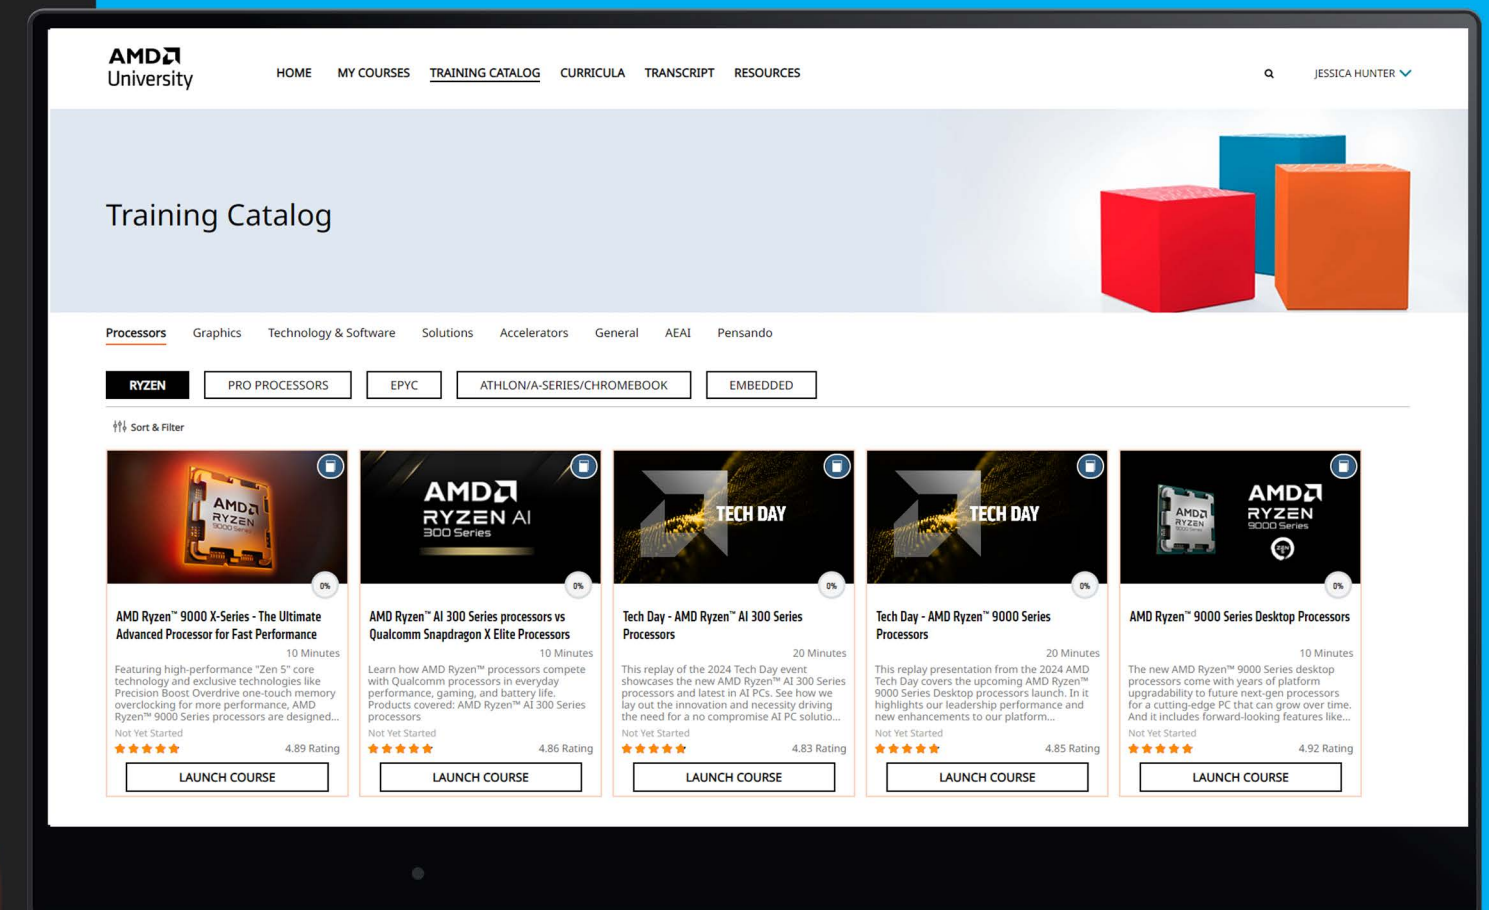 AMD
University
HOME MY COURSES TRAINING CATALOG CURRICULA TRANSCRIPT RESOURCES
JESSICA HUNTER
Training Catalog
Processors Graphics Technology & Software Solutions Accelerators General AEAI Pensando
RYZEN PRO PROCESSORS EPYC ATHLON/A-SERIES/CHROMEBOOK EMBEDDED
Sort & Filter
AMD
RYZEN
9000 Series
0%
AMD Ryzen™ 9000 X-Series - The Ultimate
Advanced Processor for Fast Performance
10 Minutes
Featuring high-performance "Zen 5" core
technology and exclusive technologies like
Precision Boost Overdrive one-touch memory
overclocking for more performance, AMD
Ryzen™ 9000 Series processors are designed...
Not Yet Started
4.89 Rating
LAUNCH COURSE
AMD
RYZEN AI
300 Series
0%
AMD Ryzen™ AI 300 Series processors vs
Qualcomm Snapdragon X Elite Processors
10 Minutes
Learn how AMD Ryzen™ processors compete
with Qualcomm processors in everyday
performance, gaming, and battery life.
Products covered: AMD Ryzen™ AI 300 Series
processors
Not Yet Started
4.86 Rating
LAUNCH COURSE
TECH DAY
0%
Tech Day - AMD Ryzen™ AI 300 Series
Processors
20 Minutes
This replay of the 2024 Tech Day event
showcases the new AMD Ryzen™ AI 300 Series
processors and latest in AI PCs. See how we
lay out the innovation and necessity driving
the need for a no compromise AI PC solutio...
Not Yet Started
4.83 Rating
LAUNCH COURSE
TECH DAY
0%
Tech Day - AMD Ryzen™ 9000 Series
Processors
20 Minutes
This replay presentation from the 2024 AMD
Tech Day covers the upcoming AMD Ryzen™
9000 Series Desktop processors launch. In it
highlights our leadership performance and
new enhancements to our platform...
Not Yet Started
4.85 Rating
LAUNCH COURSE
AMD
RYZEN
9000 Series
AMD
RYZEN
9000 Series
ZEN
0%
AMD Ryzen™ 9000 Series Desktop Processors
10 Minutes
The new AMD Ryzen™ 9000 Series desktop
processors come with years of platform
upgradability to future next-gen processors
for a cutting-edge PC that can grow over time.
And it includes forward-looking features like...
Not Yet Started
4.92 Rating
LAUNCH COURSE